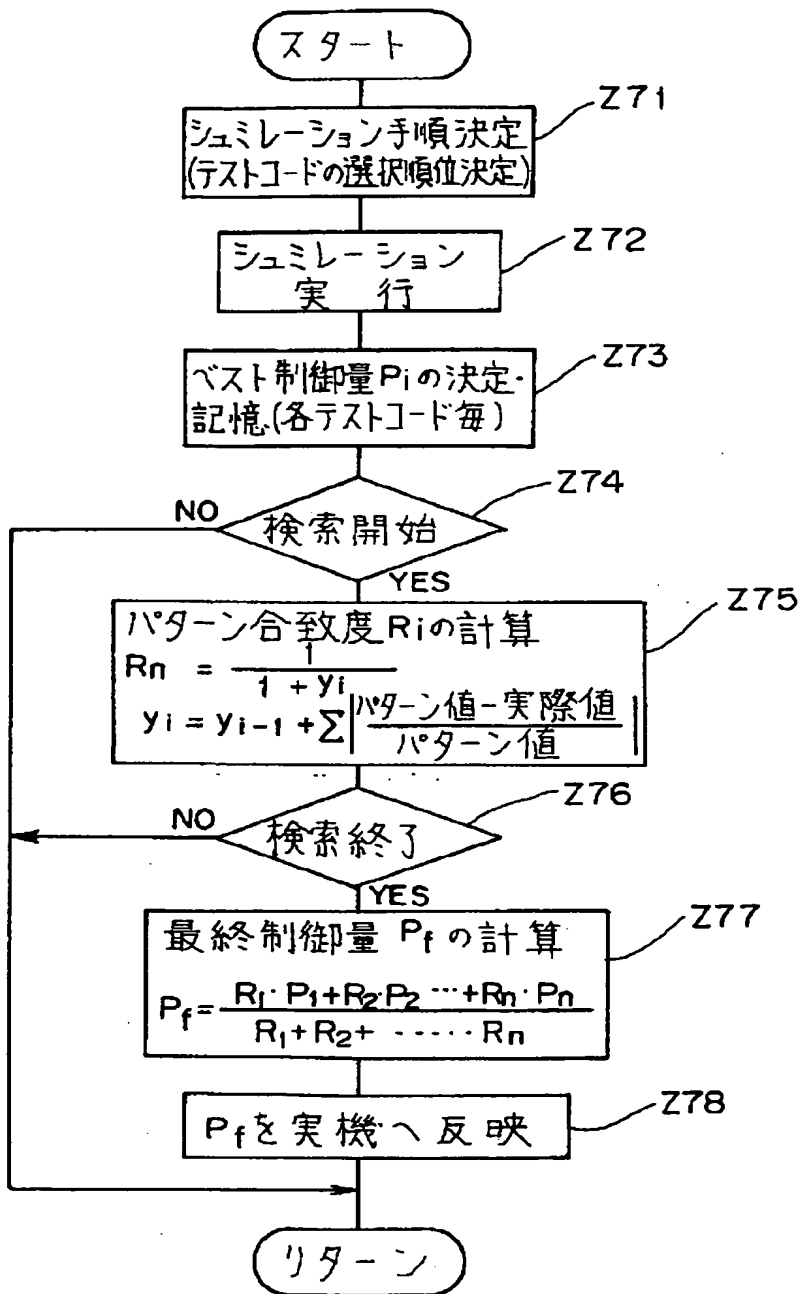 スタート
Z71
シュミレーション手順決定
(テストコードの選択順位決定)
Z72
シュミレーション
実 行
Z73
ベスト制御量Piの決定・
記憶(各テストコード毎)
Z74
NO
検索開始
YES
Z75
パターン合致度Riの計算
Rn = 1 / (1 + yi)
yi = yi-1 + Σ|(パターン値-実際値) / パターン値|
Z76
NO
検索終了
YES
Z77
最終制御量 Pfの計算
Pf = (R1・P1+R2・P2 …+Rn・Pn) / (R1+R2+ ‥‥‥ Rn)
Z78
Pfを実機へ反映
リターン